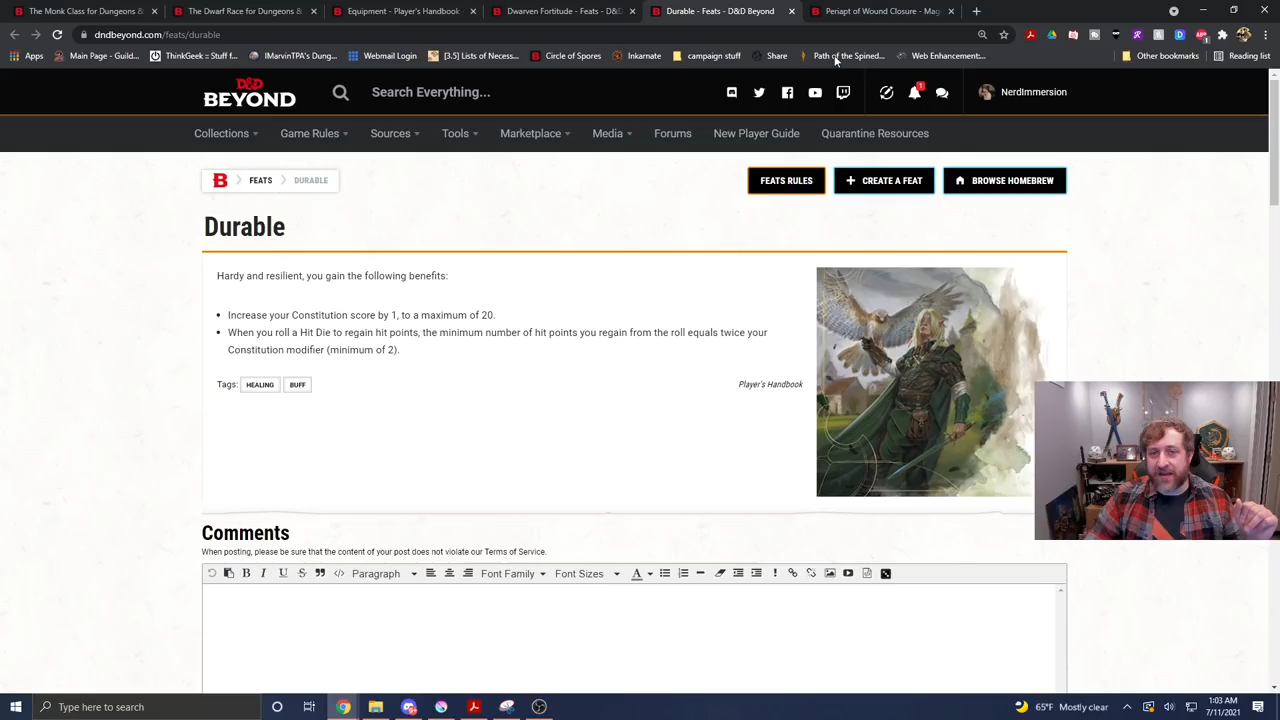 The Monk Class for Dungeons &
The Dwarf Race for Dungeons &
Equipment - Player's Handbook
Dwarven Fortitude - Feats - D&D
Durable - Feats - D&D Beyond
Periapt of Wound Closure - Mag
dndbeyond.com/feats/durable
Apps
Main Page - Guild...
ThinkGeek :: Stuff f...
IMarvinTPA's Dung...
Webmail Login
[3.5] Lists of Necess...
Circle of Spores
Inkarnate
campaign stuff
Share
Path of the Spined...
Web Enhancement:...
Other bookmarks
Reading list
D&D
BEYOND
Search Everything...
1
NerdImmersion
Collections
Game Rules
Sources
Tools
Marketplace
Media
Forums
New Player Guide
Quarantine Resources
FEATS
DURABLE
FEATS RULES
CREATE A FEAT
BROWSE HOMEBREW
Durable
Hardy and resilient, you gain the following benefits:
• Increase your Constitution score by 1, to a maximum of 20.
• When you roll a Hit Die to regain hit points, the minimum number of hit points you regain from the roll equals twice your
Constitution modifier (minimum of 2).
Tags: HEALING BUFF
Player's Handbook
Comments
When posting, please be sure that the content of your post does not violate our Terms of Service.
B I U S Paragraph Font Family Font Sizes A
Type here to search
65°F Mostly clear
1:03 AM
7/11/2021